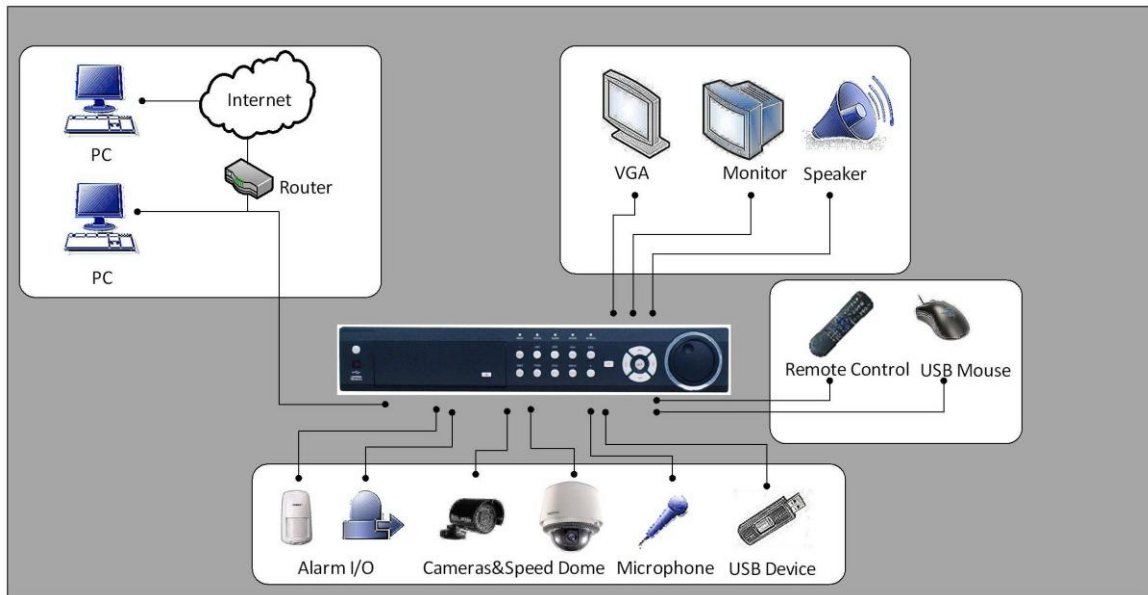 Internet
PC
Router
PC
VGA
Monitor
Speaker
Remote Control
USB Mouse
Alarm I/O
Cameras&Speed Dome
Microphone
USB Device